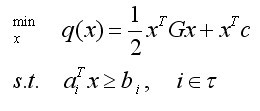 min x q(x) = 1/2 x^T Gx + x^T c
s.t. a_i^T x ≥ b_i, i ∈ τ